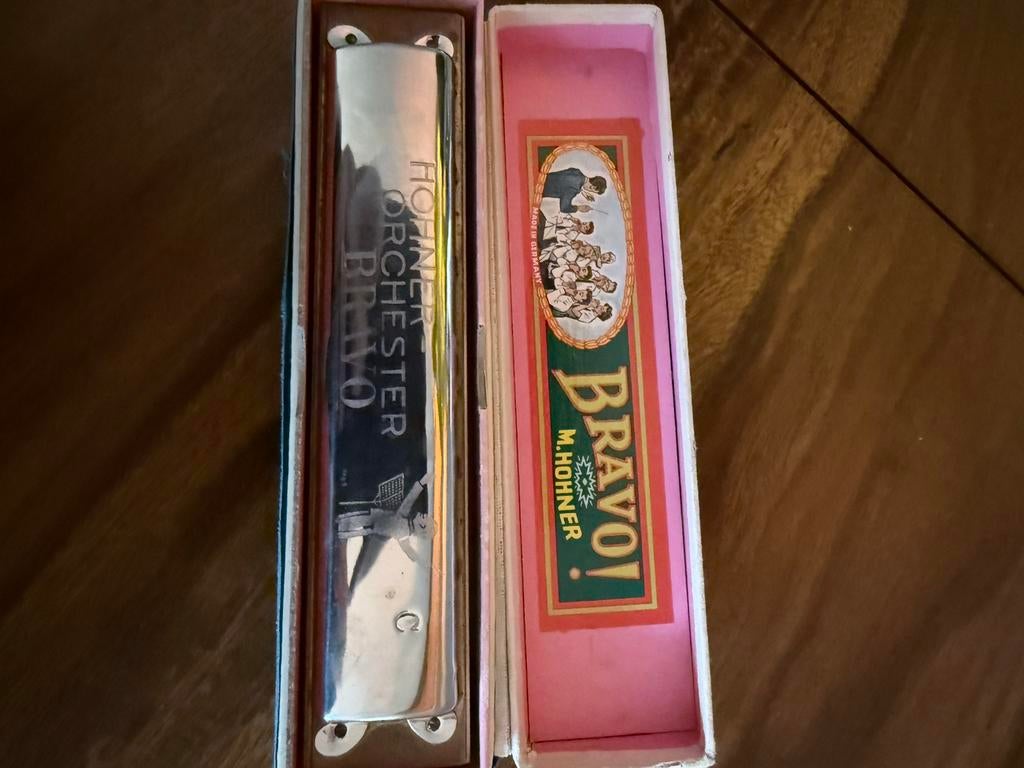 HOHNER-
ORCHESTER
BRAVO
C
MADE IN GERMANY
BRAVO!
M. HOHNER